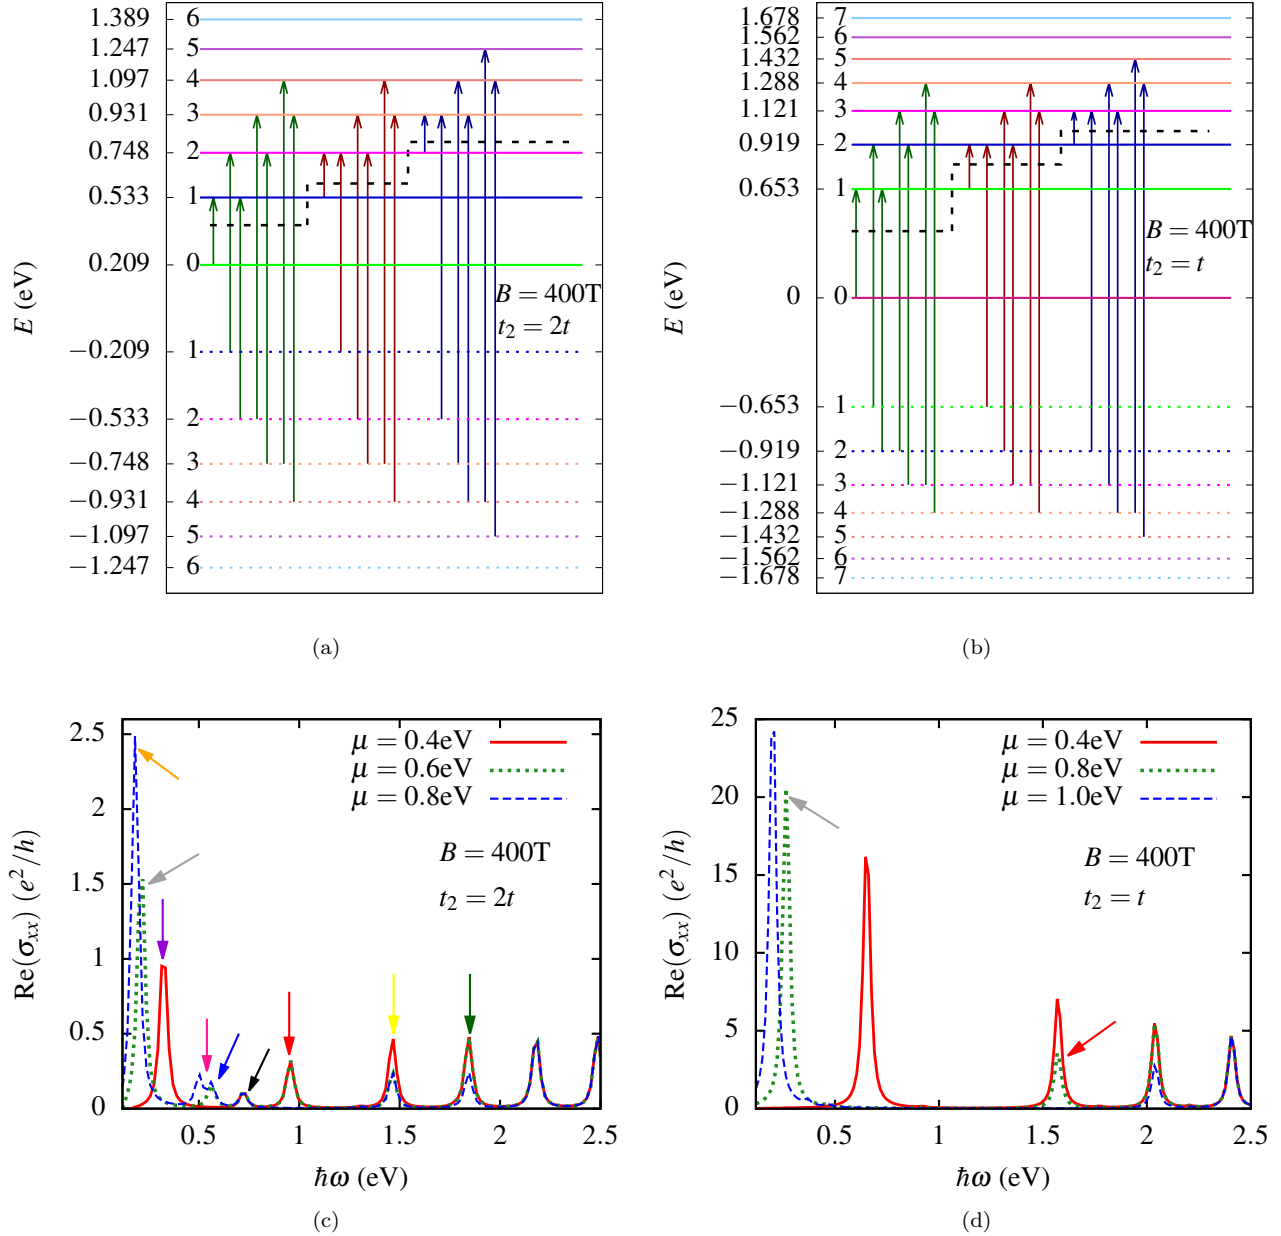 1.389
1.247
1.097
0.931
0.748
0.533
0.209
−0.209
−0.533
−0.748
−0.931
−1.097
−1.247
E (eV)
6
5
4
3
2
1
0
1
2
3
4
5
6
B = 400T
t₂ = 2t
(a)
1.678
1.562
1.432
1.288
1.121
0.919
0.653
0
−0.653
−0.919
−1.121
−1.288
−1.432
−1.562
−1.678
E (eV)
7
6
5
4
3
2
1
0
1
2
3
4
5
6
7
B = 400T
t₂ = t
(b)
2.5
2
1.5
1
0.5
0
Re(σₓₓ) (e²/h)
μ = 0.4eV
μ = 0.6eV
μ = 0.8eV
B = 400T
t₂ = 2t
0.5 1 1.5 2 2.5
ħω (eV)
(c)
25
20
15
10
5
0
Re(σₓₓ) (e²/h)
μ = 0.4eV
μ = 0.8eV
μ = 1.0eV
B = 400T
t₂ = t
0.5 1 1.5 2 2.5
ħω (eV)
(d)